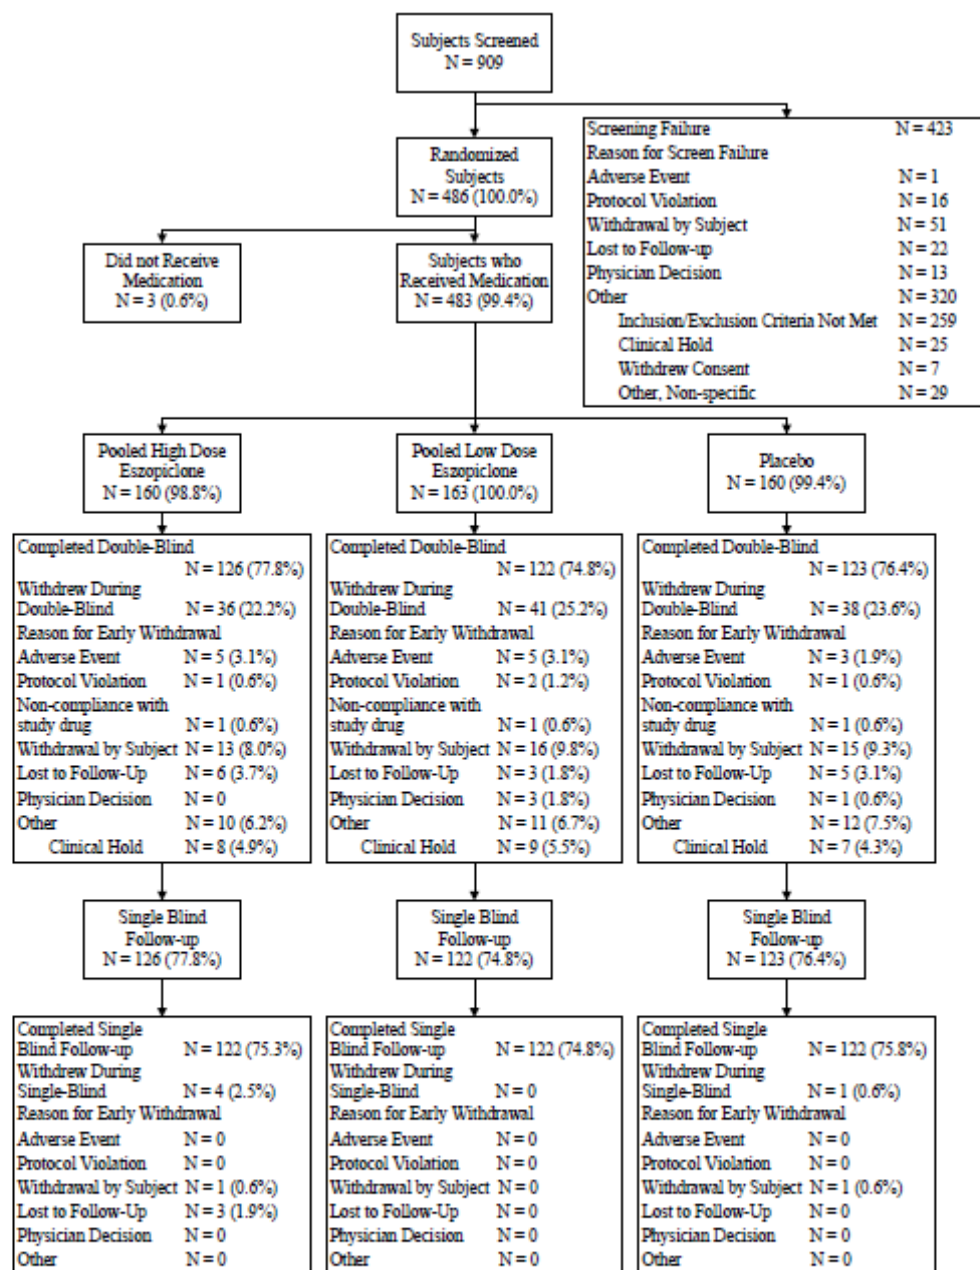 Subjects Screened
N = 909
Screening Failure N = 423
Reason for Screen Failure
Adverse Event N = 1
Protocol Violation N = 16
Withdrawal by Subject N = 51
Lost to Follow-up N = 22
Physician Decision N = 13
Other N = 320
Inclusion/Exclusion Criteria Not Met N = 259
Clinical Hold N = 25
Withdrew Consent N = 7
Other, Non-specific N = 29
Randomized
Subjects
N = 486 (100.0%)
Did not Receive
Medication
N = 3 (0.6%)
Subjects who
Received Medication
N = 483 (99.4%)
Pooled High Dose
Eszopiclone
N = 160 (98.8%)
Pooled Low Dose
Eszopiclone
N = 163 (100.0%)
Placebo
N = 160 (99.4%)
Completed Double-Blind
N = 126 (77.8%)
Withdrew During
Double-Blind N = 36 (22.2%)
Reason for Early Withdrawal
Adverse Event N = 5 (3.1%)
Protocol Violation N = 1 (0.6%)
Non-compliance with
study drug N = 1 (0.6%)
Withdrawal by Subject N = 13 (8.0%)
Lost to Follow-Up N = 6 (3.7%)
Physician Decision N = 0
Other N = 10 (6.2%)
Clinical Hold N = 8 (4.9%)
Completed Double-Blind
N = 122 (74.8%)
Withdrew During
Double-Blind N = 41 (25.2%)
Reason for Early Withdrawal
Adverse Event N = 5 (3.1%)
Protocol Violation N = 2 (1.2%)
Non-compliance with
study drug N = 1 (0.6%)
Withdrawal by Subject N = 16 (9.8%)
Lost to Follow-Up N = 3 (1.8%)
Physician Decision N = 3 (1.8%)
Other N = 11 (6.7%)
Clinical Hold N = 9 (5.5%)
Completed Double-Blind
N = 123 (76.4%)
Withdrew During
Double-Blind N = 38 (23.6%)
Reason for Early Withdrawal
Adverse Event N = 3 (1.9%)
Protocol Violation N = 1 (0.6%)
Non-compliance with
study drug N = 1 (0.6%)
Withdrawal by Subject N = 15 (9.3%)
Lost to Follow-Up N = 5 (3.1%)
Physician Decision N = 1 (0.6%)
Other N = 12 (7.5%)
Clinical Hold N = 7 (4.3%)
Single Blind
Follow-up
N = 126 (77.8%)
Single Blind
Follow-up
N = 122 (74.8%)
Single Blind
Follow-up
N = 123 (76.4%)
Completed Single
Blind Follow-up N = 122 (75.3%)
Withdrew During
Single-Blind N = 4 (2.5%)
Reason for Early Withdrawal
Adverse Event N = 0
Protocol Violation N = 0
Withdrawal by Subject N = 1 (0.6%)
Lost to Follow-Up N = 3 (1.9%)
Physician Decision N = 0
Other N = 0
Completed Single
Blind Follow-up N = 122 (74.8%)
Withdrew During
Single-Blind N = 0
Reason for Early Withdrawal
Adverse Event N = 0
Protocol Violation N = 0
Withdrawal by Subject N = 0
Lost to Follow-Up N = 0
Physician Decision N = 0
Other N = 0
Completed Single
Blind Follow-up N = 122 (75.8%)
Withdrew During
Single-Blind N = 1 (0.6%)
Reason for Early Withdrawal
Adverse Event N = 0
Protocol Violation N = 0
Withdrawal by Subject N = 1 (0.6%)
Lost to Follow-Up N = 0
Physician Decision N = 0
Other N = 0